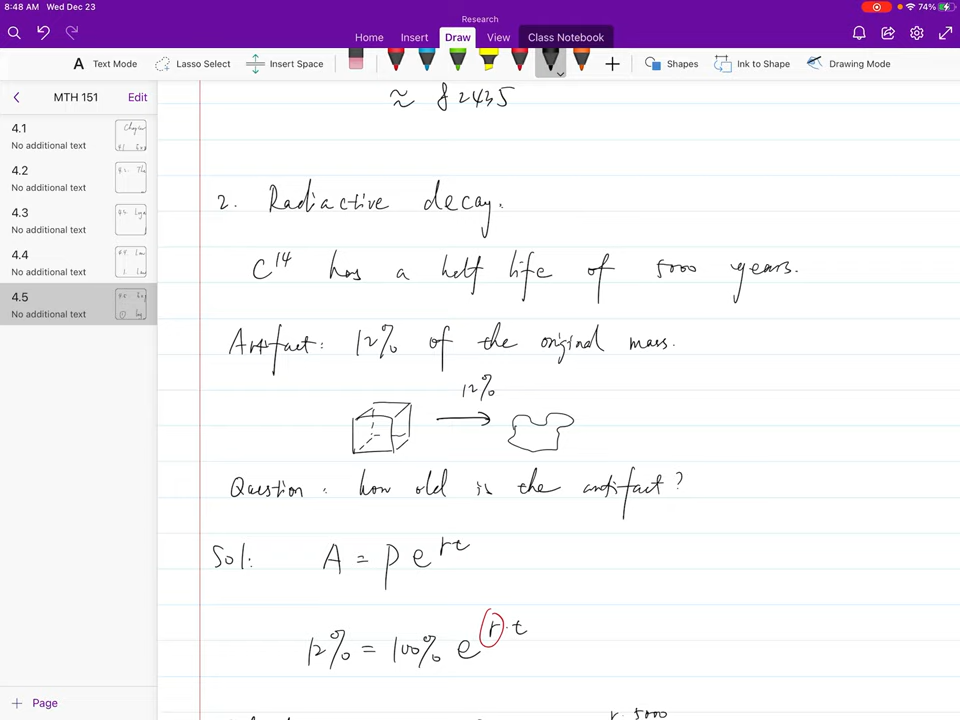 8:48 AM Wed Dec 23
74%
Research
Home Insert Draw View Class Notebook
Text Mode Lasso Select Insert Space Shapes Ink to Shape Drawing Mode
MTH 151 Edit
4.1
No additional text
4.2
No additional text
4.3
No additional text
4.4
No additional text
4.5
No additional text
Page
≈ 82435
2. Radiactive decay.
C^14 has a half life of 5000 years.
Artifact: 12% of the original mass.
12%
Question: how old is the antifact?
Sol: A = p e^rt
12% = 100% e^r·t
r. 5000